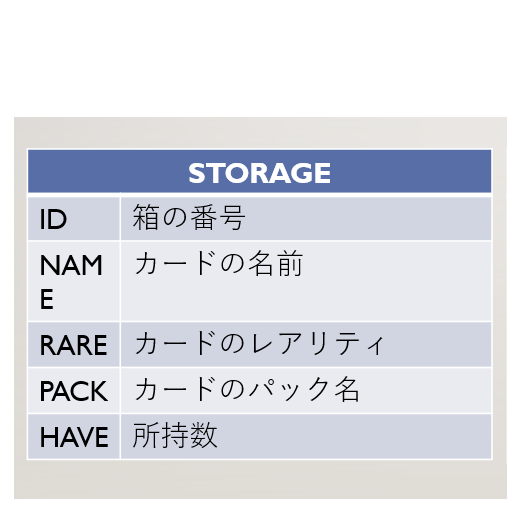 STORAGE
ID 箱の番号
NAM カードの名前
E
RARE カードのレアリティ
PACK カードのパック名
HAVE 所持数